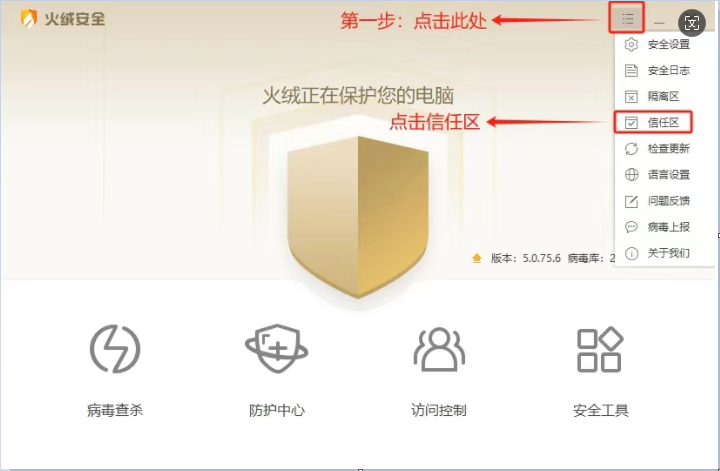 火绒安全
第一步：点击此处
安全设置
安全日志
火绒正在保护您的电脑
隔离区
点击信任区
信任区
检查更新
语言设置
问题反馈
病毒上报
版本：5.0.75.6 病毒库：2
关于我们
病毒查杀
防护中心
访问控制
安全工具